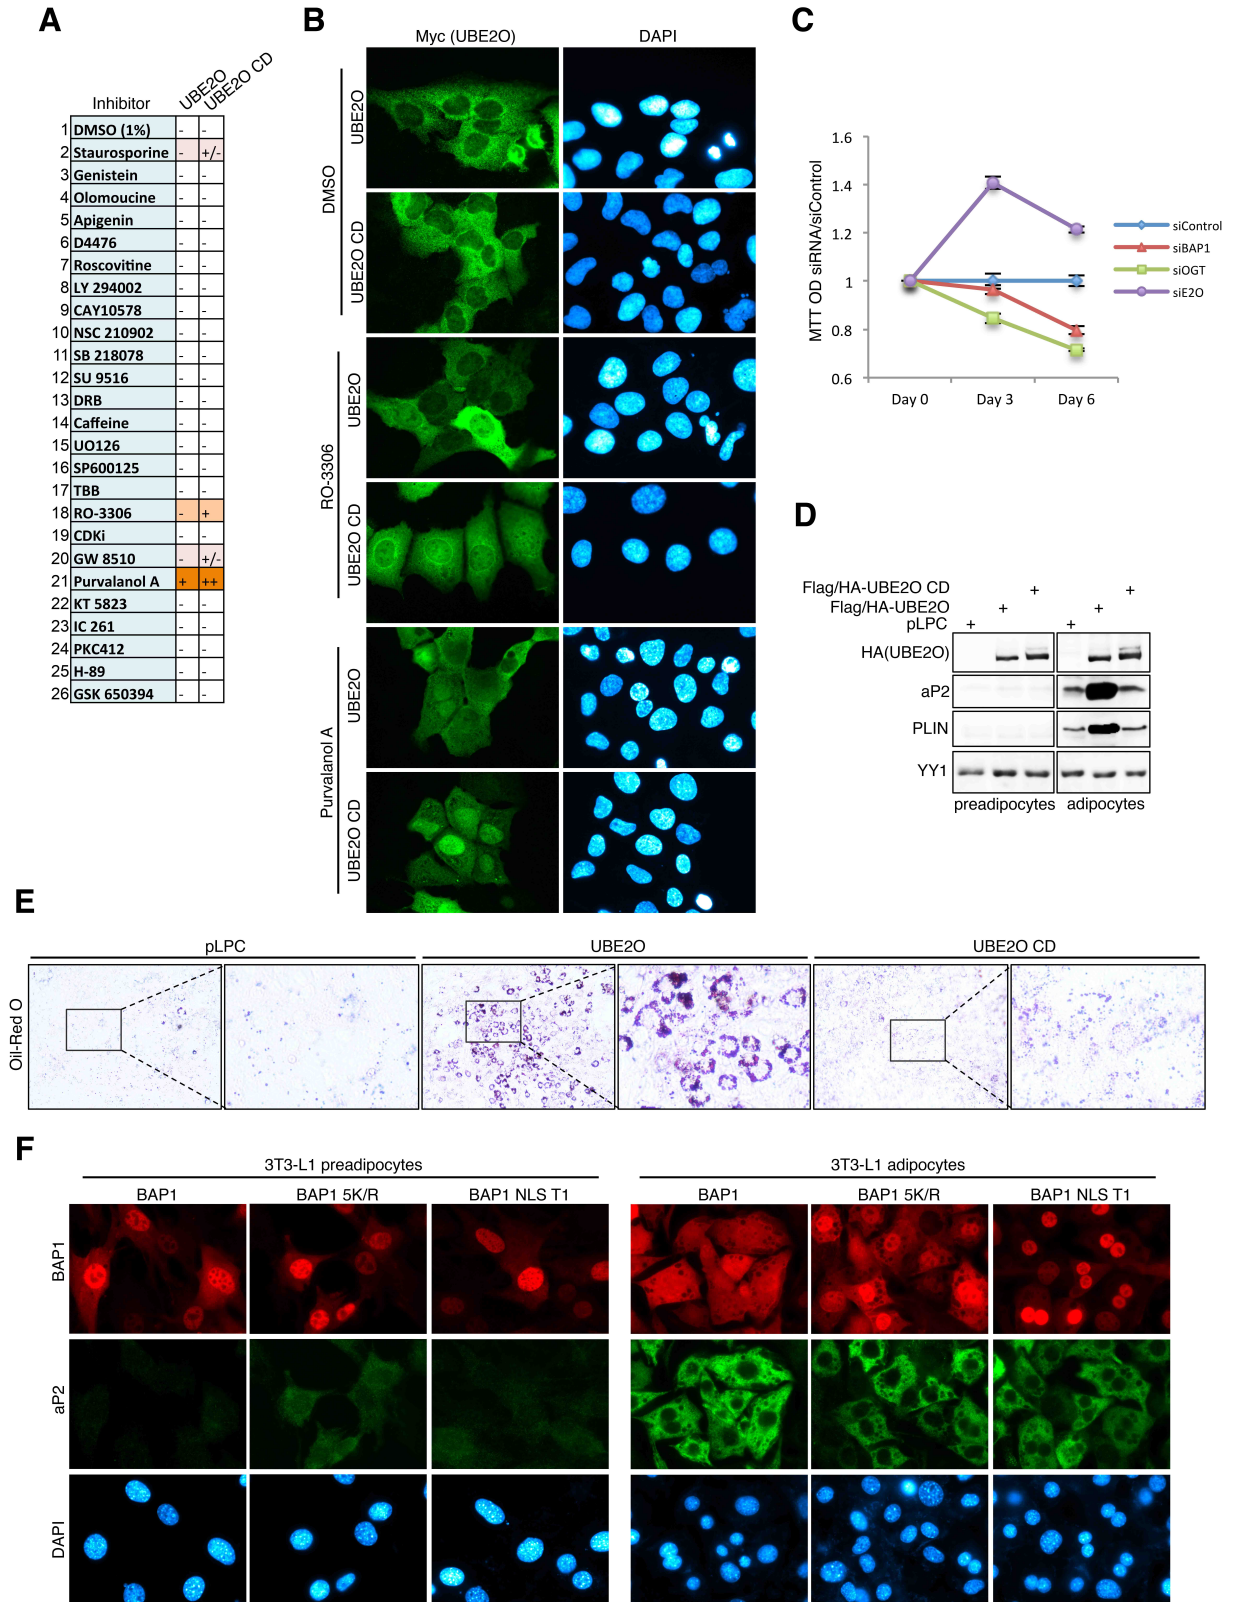 A
Inhibitor UBE2O UBE2O CD
1 DMSO (1%) - -
2 Staurosporine - +/-
3 Genistein - -
4 Olomoucine - -
5 Apigenin - -
6 D4476 - -
7 Roscovitine - -
8 LY 294002 - -
9 CAY10578 - -
10 NSC 210902 - -
11 SB 218078 - -
12 SU 9516 - -
13 DRB - -
14 Caffeine - -
15 UO126 - -
16 SP600125 - -
17 TBB - -
18 RO-3306 - +
19 CDKi - -
20 GW 8510 - +/-
21 Purvalanol A + ++
22 KT 5823 - -
23 IC 261 - -
24 PKC412 - -
25 H-89 - -
26 GSK 650394 - -
B
Myc (UBE2O) DAPI
DMSO
UBE2O
UBE2O CD
RO-3306
UBE2O
UBE2O CD
Purvalanol A
UBE2O
UBE2O CD
C
MTT OD siRNA/siControl
1.6
1.4
1.2
1
0.8
0.6
Day 0 Day 3 Day 6
siControl
siBAP1
siOGT
siE2O
D
Flag/HA-UBE2O CD + +
Flag/HA-UBE2O + +
pLPC + +
HA(UBE2O)
aP2
PLIN
YY1
preadipocytes adipocytes
E
pLPC UBE2O UBE2O CD
Oil-Red O
F
3T3-L1 preadipocytes 3T3-L1 adipocytes
BAP1 BAP1 5K/R BAP1 NLS T1 BAP1 BAP1 5K/R BAP1 NLS T1
BAP1
aP2
DAPI